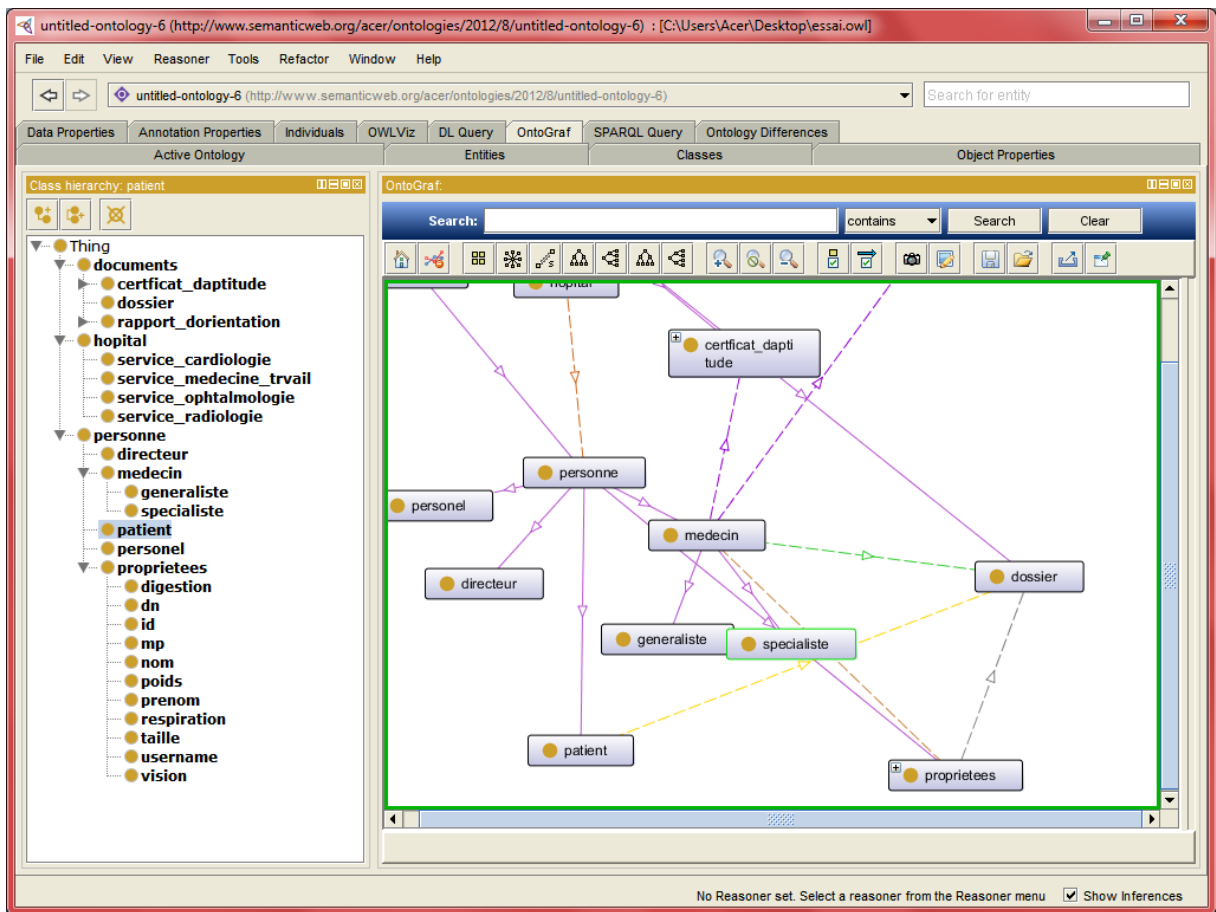 untitled-ontology-6 (http://www.semanticweb.org/acer/ontologies/2012/8/untitled-ontology-6) : [C:\Users\Acer\Desktop\essai.owl]
File Edit View Reasoner Tools Refactor Window Help
untitled-ontology-6 (http://www.semanticweb.org/acer/ontologies/2012/8/untitled-ontology-6)
Search for entity
Data Properties Annotation Properties Individuals OWLViz DL Query OntoGraf SPARQL Query Ontology Differences
Active Ontology Entities Classes Object Properties
Class hierarchy: patient
Thing
documents
certficat_daptitude
dossier
rapport_dorientation
hopital
service_cardiologie
service_medecine_trvail
service_ophtalmologie
service_radiologie
personne
directeur
medecin
generaliste
specialiste
patient
personel
proprietees
digestion
dn
id
mp
nom
poids
prenom
respiration
taille
username
vision
OntoGraf:
Search: contains Search Clear
hopital
certficat_dapti
tude
personne
personel
medecin
directeur
dossier
generaliste
specialiste
patient
proprietees
No Reasoner set. Select a reasoner from the Reasoner menu Show Inferences